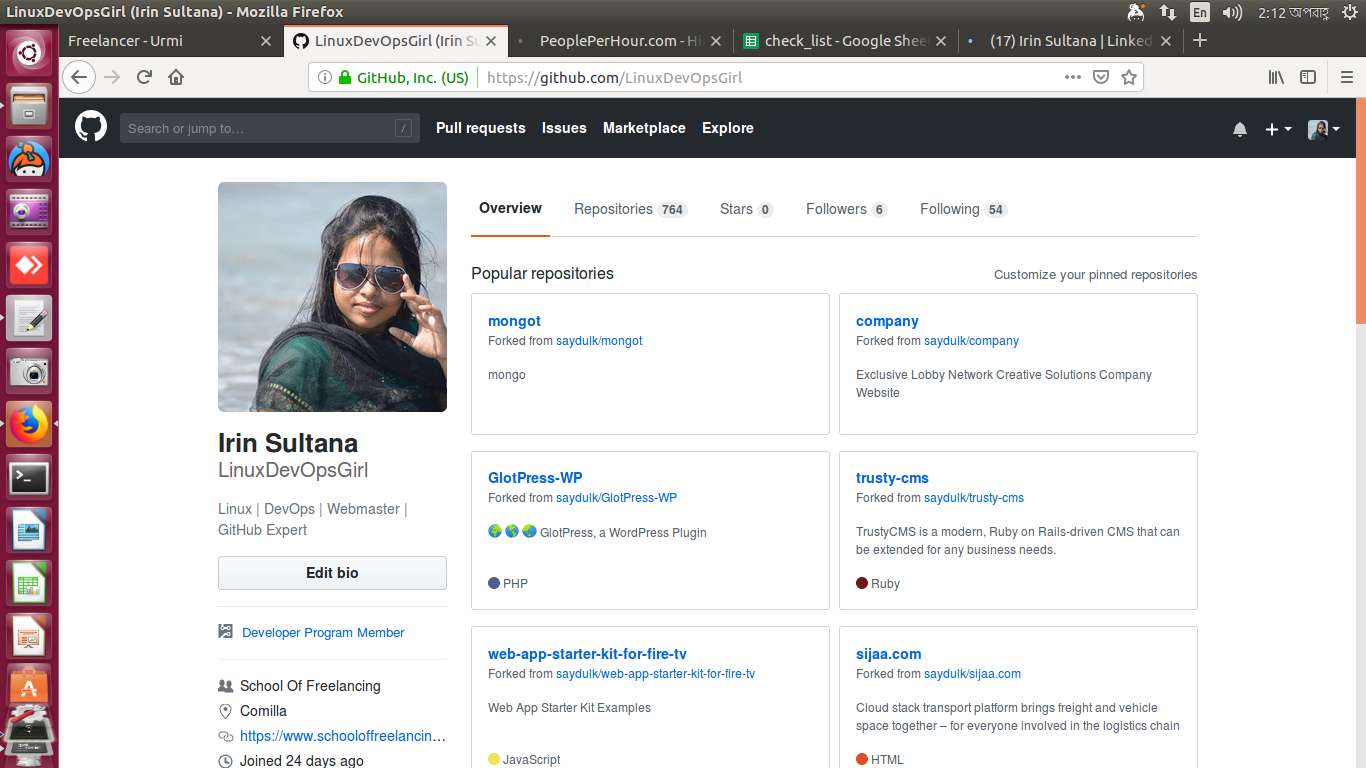 LinuxDevOpsGirl (Irin Sultana) - Mozilla Firefox
En
2:12 অপরাহ্ণ
Freelancer - Urmi
LinuxDevOpsGirl (Irin Su
PeoplePerHour.com - Hi
check_list - Google Shee
(17) Irin Sultana | Linked
GitHub, Inc. (US)
https://github.com/LinuxDevOpsGirl
Search or jump to…
/
Pull requests
Issues
Marketplace
Explore
Overview
Repositories 764
Stars 0
Followers 6
Following 54
Irin Sultana
LinuxDevOpsGirl
Linux | DevOps | Webmaster |
GitHub Expert
Edit bio
Developer Program Member
School Of Freelancing
Comilla
https://www.schooloffreelancin…
Joined 24 days ago
Popular repositories
Customize your pinned repositories
mongot
Forked from saydulk/mongot
mongo
company
Forked from saydulk/company
Exclusive Lobby Network Creative Solutions Company
Website
GlotPress-WP
Forked from saydulk/GlotPress-WP
🌍 🌎 🌏 GlotPress, a WordPress Plugin
PHP
trusty-cms
Forked from saydulk/trusty-cms
TrustyCMS is a modern, Ruby on Rails-driven CMS that can
be extended for any business needs.
Ruby
web-app-starter-kit-for-fire-tv
Forked from saydulk/web-app-starter-kit-for-fire-tv
Web App Starter Kit Examples
JavaScript
sijaa.com
Forked from saydulk/sijaa.com
Cloud stack transport platform brings freight and vehicle
space together – for everyone involved in the logistics chain
HTML